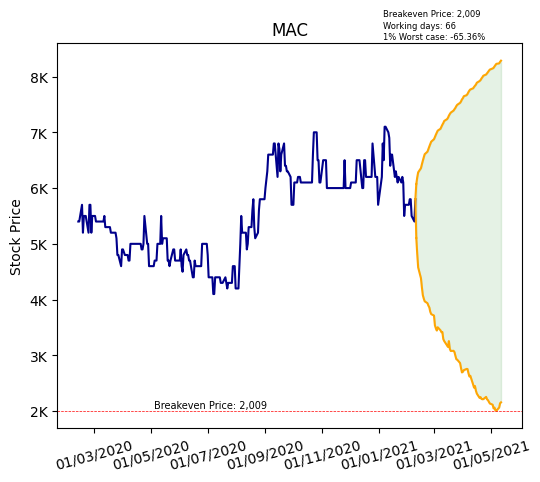 Breakeven Price: 2,009
Working days: 66
1% Worst case: -65.36%
MAC
Stock Price
8K
7K
6K
5K
4K
3K
2K
Breakeven Price: 2,009
01/03/2020
01/05/2020
01/07/2020
01/09/2020
01/11/2020
01/01/2021
01/03/2021
01/05/2021